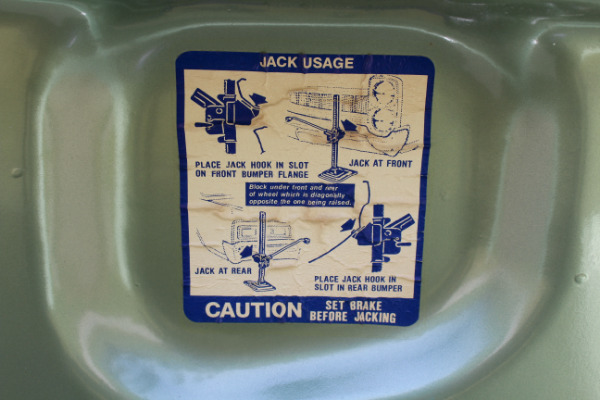 JACK USAGE
PLACE JACK HOOK IN SLOT
ON FRONT BUMPER FLANGE
JACK AT FRONT
Block under front and rear
of wheel which is diagonally
opposite the one being raised.
JACK AT REAR
PLACE JACK HOOK IN
SLOT IN REAR BUMPER
CAUTION
SET BRAKE
BEFORE JACKING